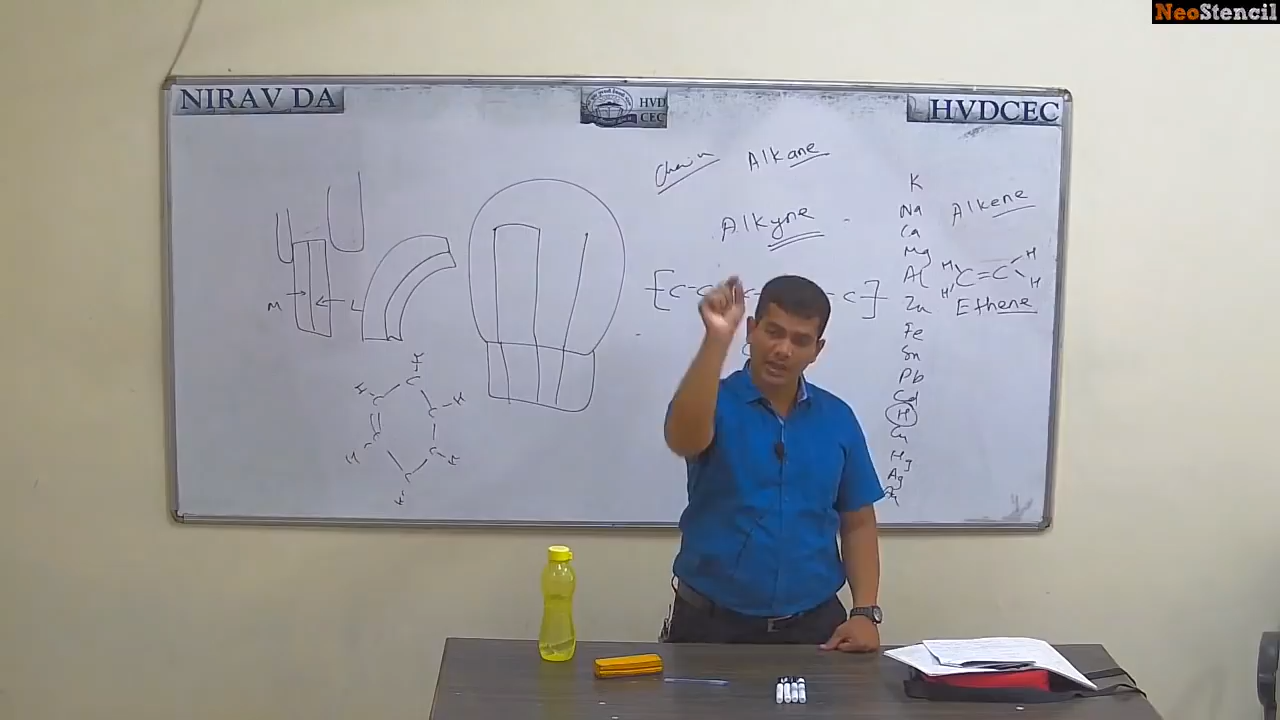 NeoStencil
NIRAV DA
HVD
CEC
HVDCEC
Chain
Alkane
Alkyne
Alkene
K
Na
Ca
Mg
Al
Zn
Fe
Sn
Pb
Cd
H
Cu
Hg
Ag
H H
C=C
H H
Ethene
[C-C C C]
M
L
H
C
H C
C H
H C
C H
C
H